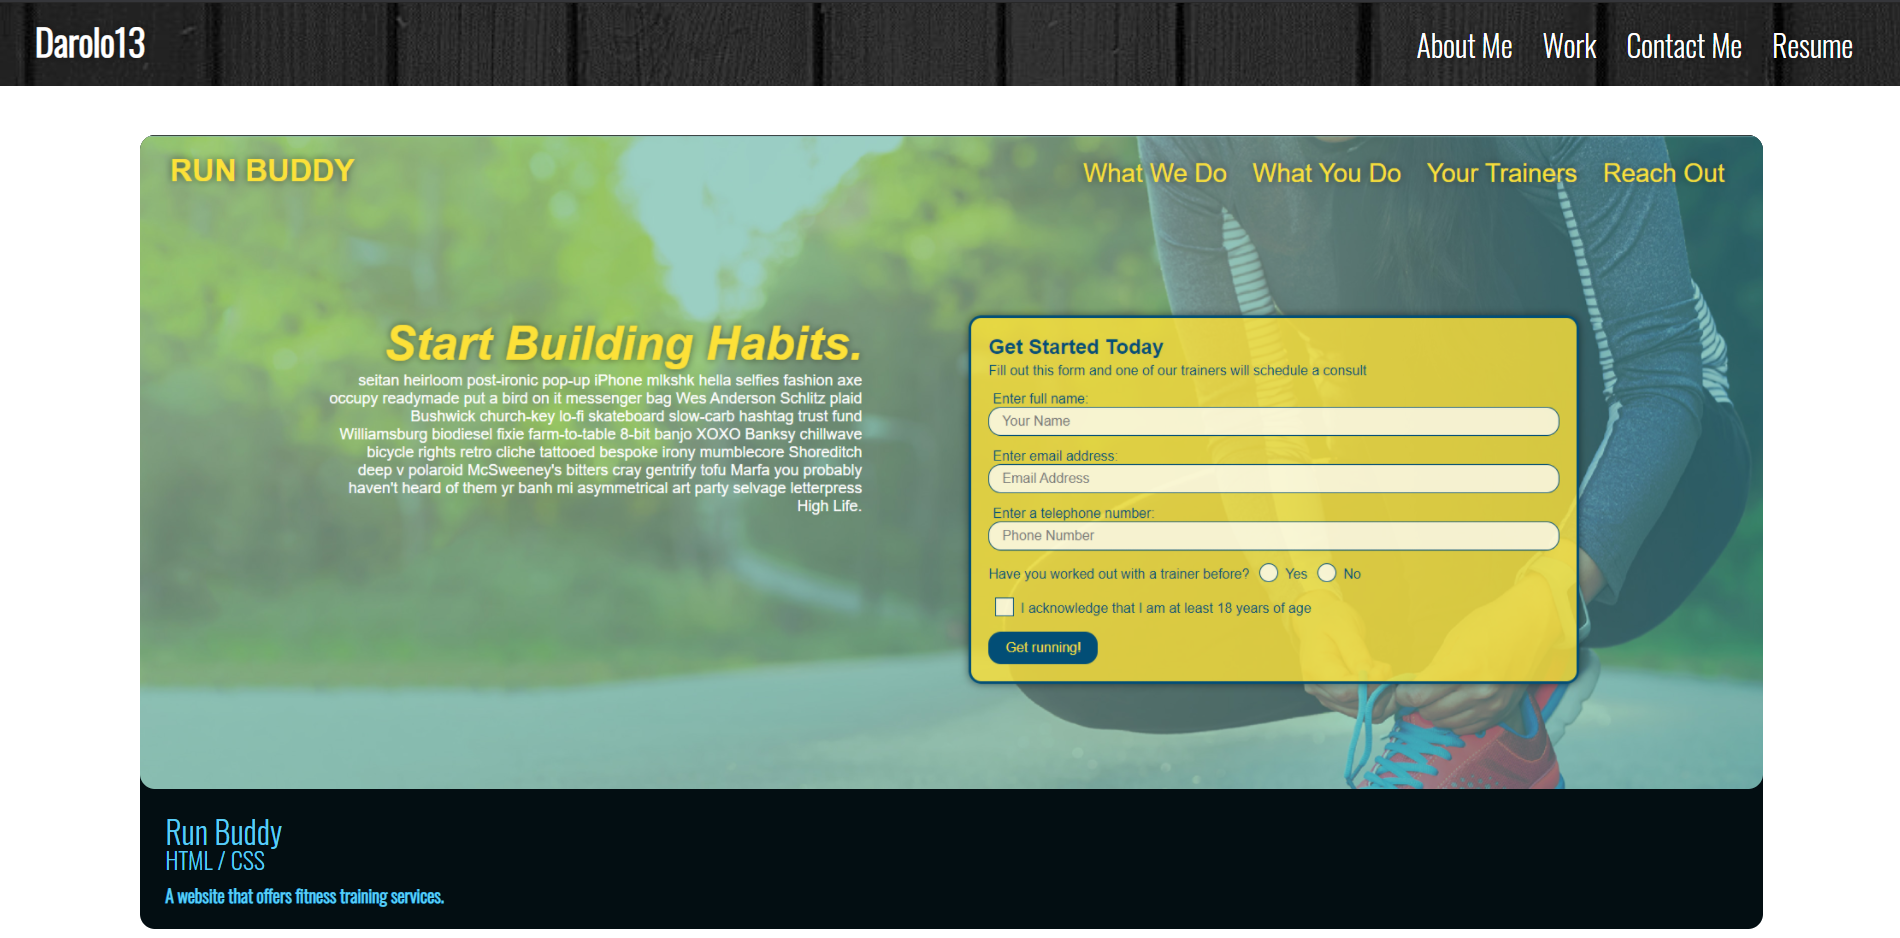 Darolo13
About Me Work Contact Me Resume
RUN BUDDY
What We Do What You Do Your Trainers Reach Out
Start Building Habits.
seitan heirloom post-ironic pop-up iPhone mlkshk hella selfies fashion axe
occupy readymade put a bird on it messenger bag Wes Anderson Schlitz plaid
Bushwick church-key lo-fi skateboard slow-carb hashtag trust fund
Williamsburg biodiesel fixie farm-to-table 8-bit banjo XOXO Banksy chillwave
bicycle rights retro cliche tattooed bespoke irony mumblecore Shoreditch
deep v polaroid McSweeney's bitters cray gentrify tofu Marfa you probably
haven't heard of them yr banh mi asymmetrical art party selvage letterpress
High Life.
Get Started Today
Fill out this form and one of our trainers will schedule a consult
Enter full name:
Your Name
Enter email address:
Email Address
Enter a telephone number:
Phone Number
Have you worked out with a trainer before? Yes No
I acknowledge that I am at least 18 years of age
Get running!
Run Buddy
HTML / CSS
A website that offers fitness training services.